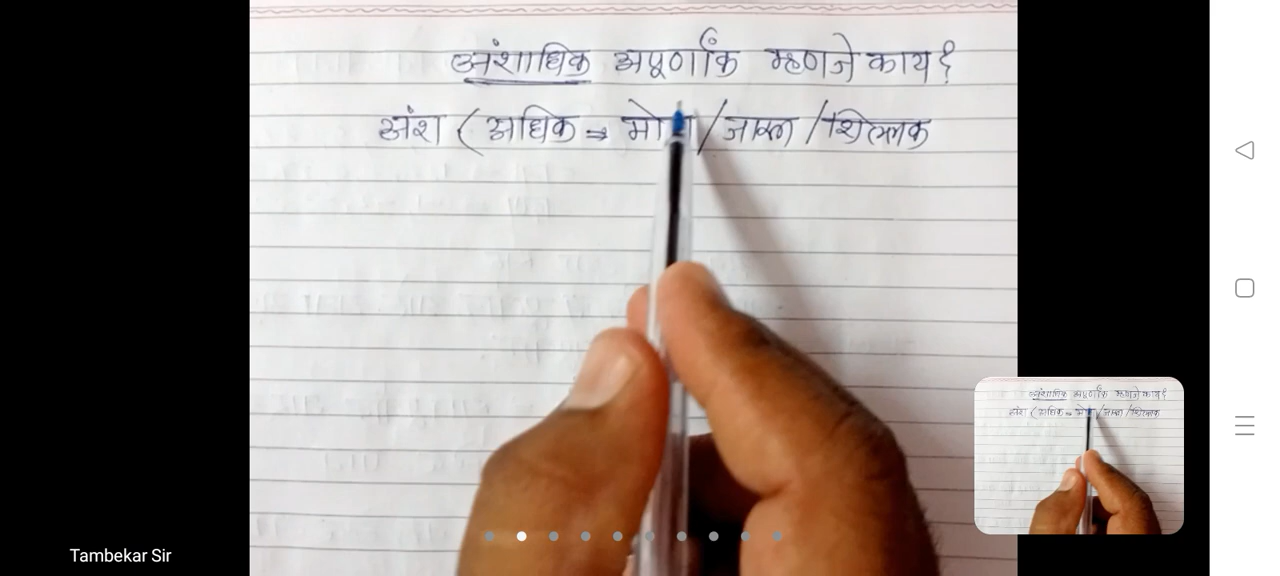 अंशाधिक अपूर्णांक म्हणजे काय?
अंश (अधिक ⇒ / जास्त / शिल्लक
Tambekar Sir